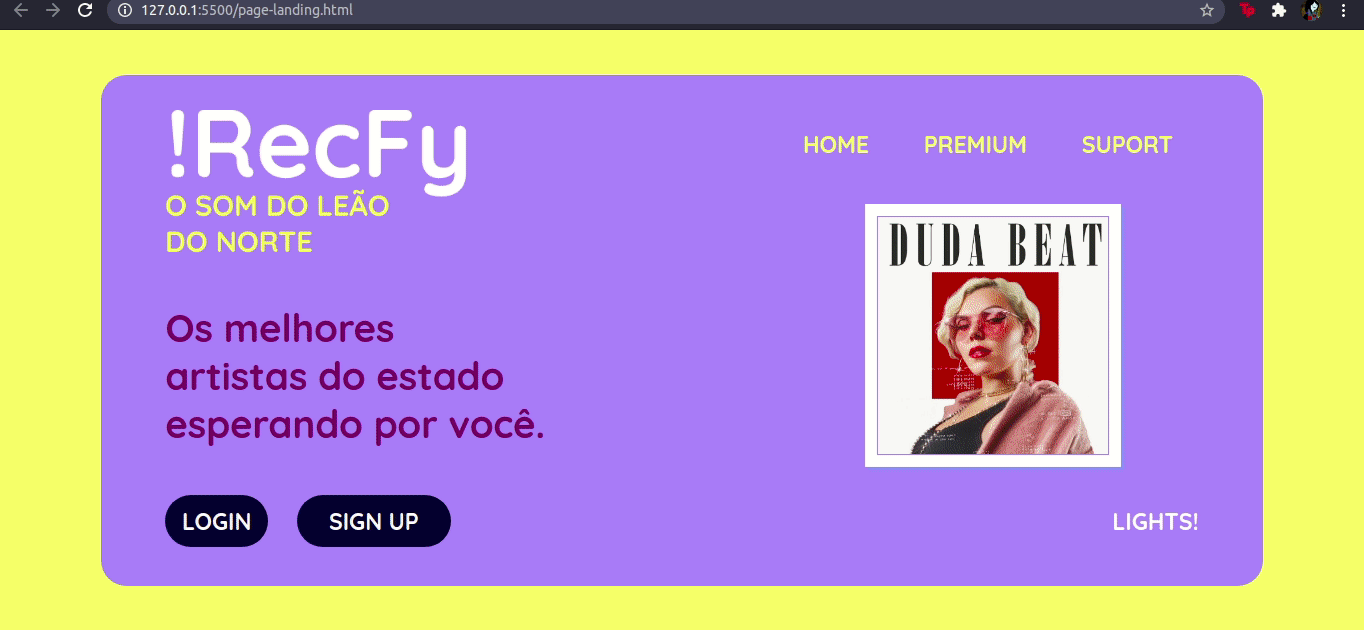 127.0.0.1:5500/page-landing.html
!RecFy
O SOM DO LEÃO
DO NORTE
HOME PREMIUM SUPORT
DUDA BEAT
Os melhores
artistas do estado
esperando por você.
LOGIN SIGN UP
LIGHTS!